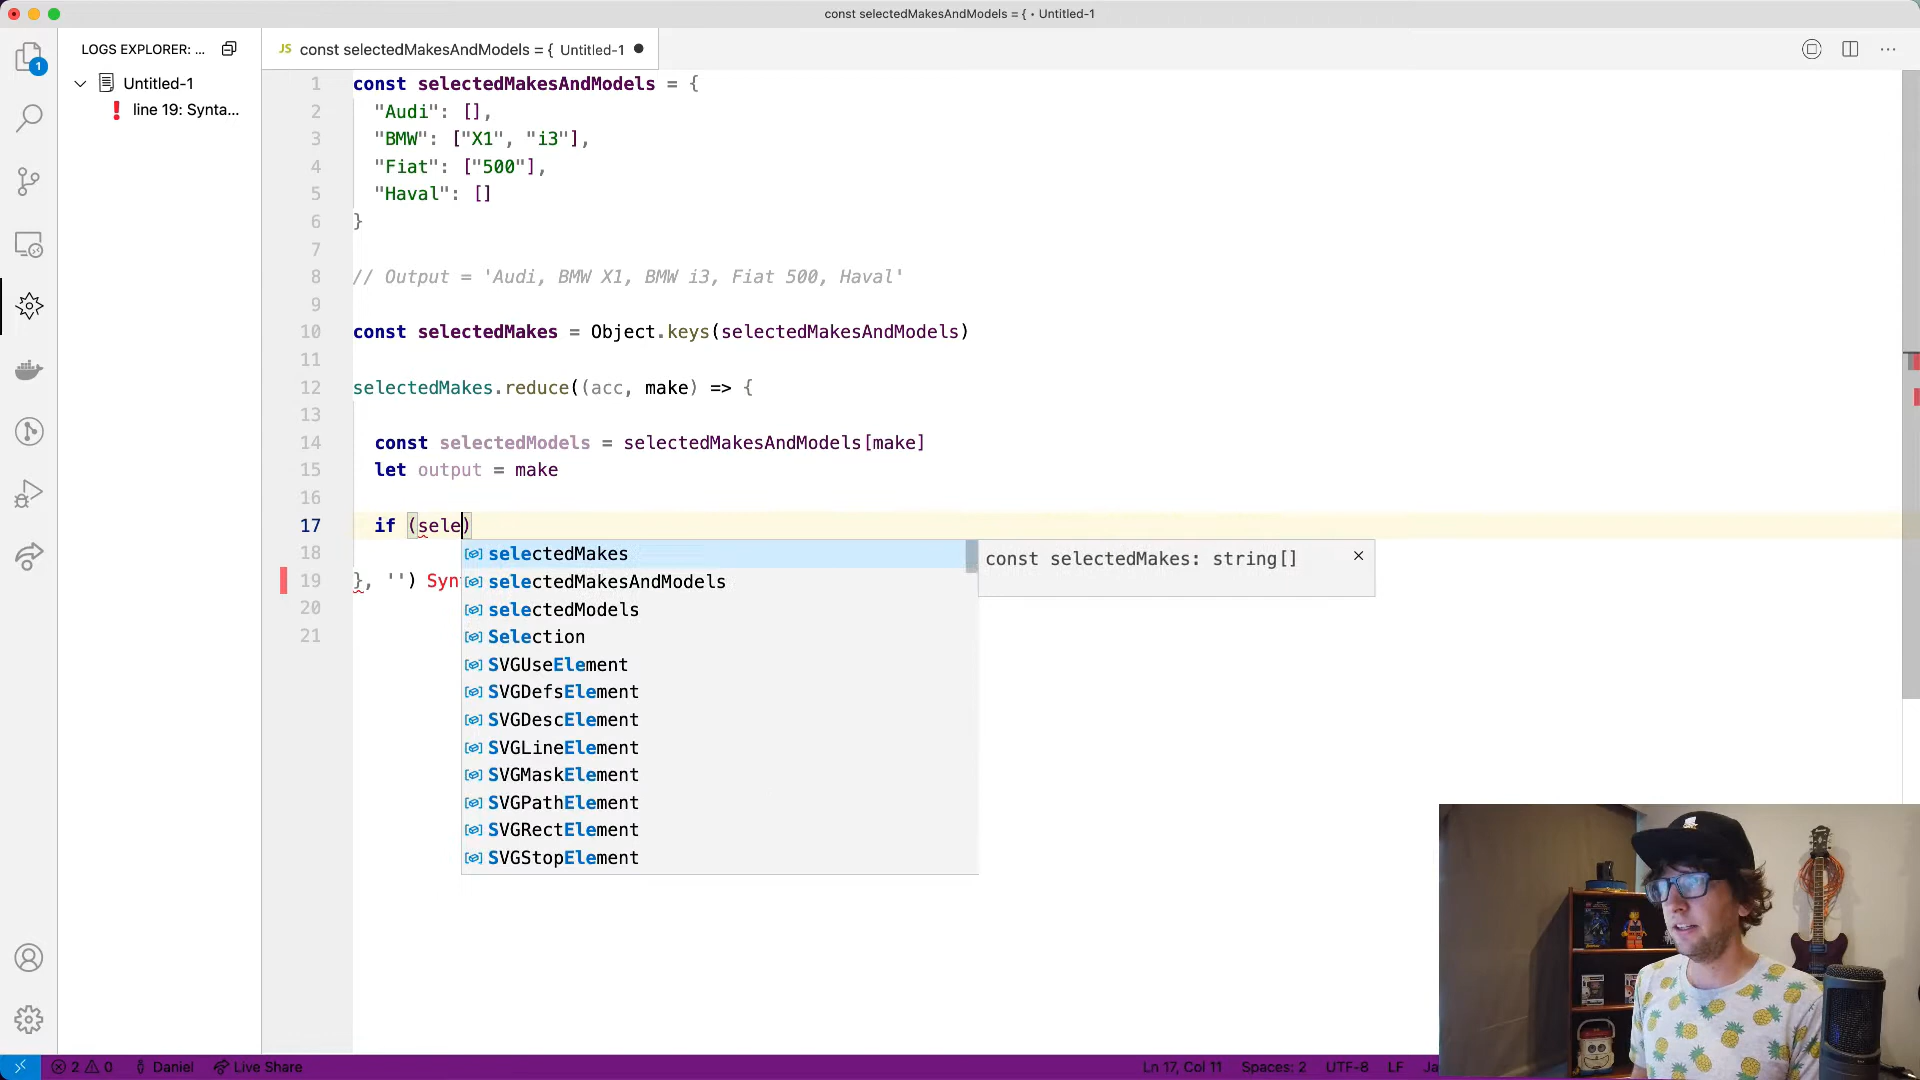 const selectedMakesAndModels = { • Untitled-1
LOGS EXPLORER: ...
JS const selectedMakesAndModels = { Untitled-1
1 const selectedMakesAndModels = {
2 "Audi": [],
3 "BMW": ["X1", "i3"],
4 "Fiat": ["500"],
5 "Haval": []
6 }
7
8 // Output = 'Audi, BMW X1, BMW i3, Fiat 500, Haval'
9
10 const selectedMakes = Object.keys(selectedMakesAndModels)
11
12 selectedMakes.reduce((acc, make) => {
13
14 const selectedModels = selectedMakesAndModels[make]
15 let output = make
16
17 if (sele)
18
19 }, '') Syn
20
21
1
Untitled-1
line 19: Synta...
selectedMakes
selectedMakesAndModels
selectedModels
Selection
SVGUseElement
SVGDefsElement
SVGDescElement
SVGLineElement
SVGMaskElement
SVGPathElement
SVGRectElement
SVGStopElement
const selectedMakes: string[]
2 0 Daniel Live Share Ln 17, Col 11 Spaces: 2 UTF-8 LF Ja